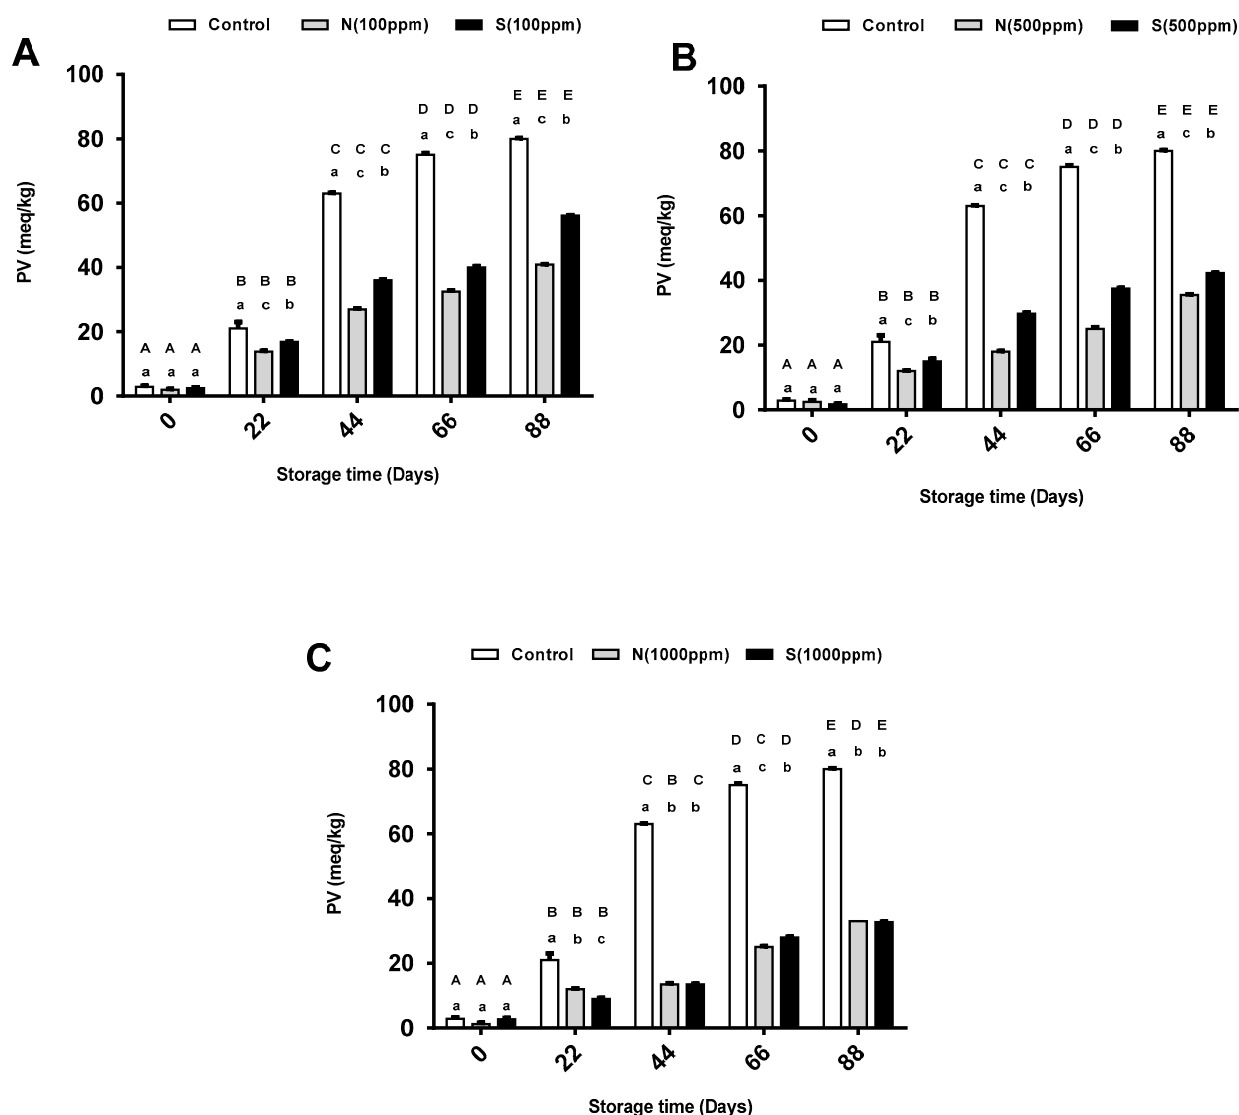 Control N(100ppm) S(100ppm)
A
100
80
60
40
20
0
PV (meq/kg)
A A A
a a a
B B B
a c b
C C C
a c b
D D D
a c b
E E E
a c b
0 22 44 66 88
Storage time (Days)
Control N(500ppm) S(500ppm)
B
100
80
60
40
20
0
PV (meq/kg)
A A A
a a a
B B B
a c b
C C C
a c b
D D D
a c b
E E E
a c b
0 22 44 66 88
Storage time (Days)
Control N(1000ppm) S(1000ppm)
C
100
80
60
40
20
0
PV (meq/kg)
A A A
a a a
B B B
a b c
C B C
a b b
D C D
a c b
E D E
a b b
0 22 44 66 88
Storage time (Days)